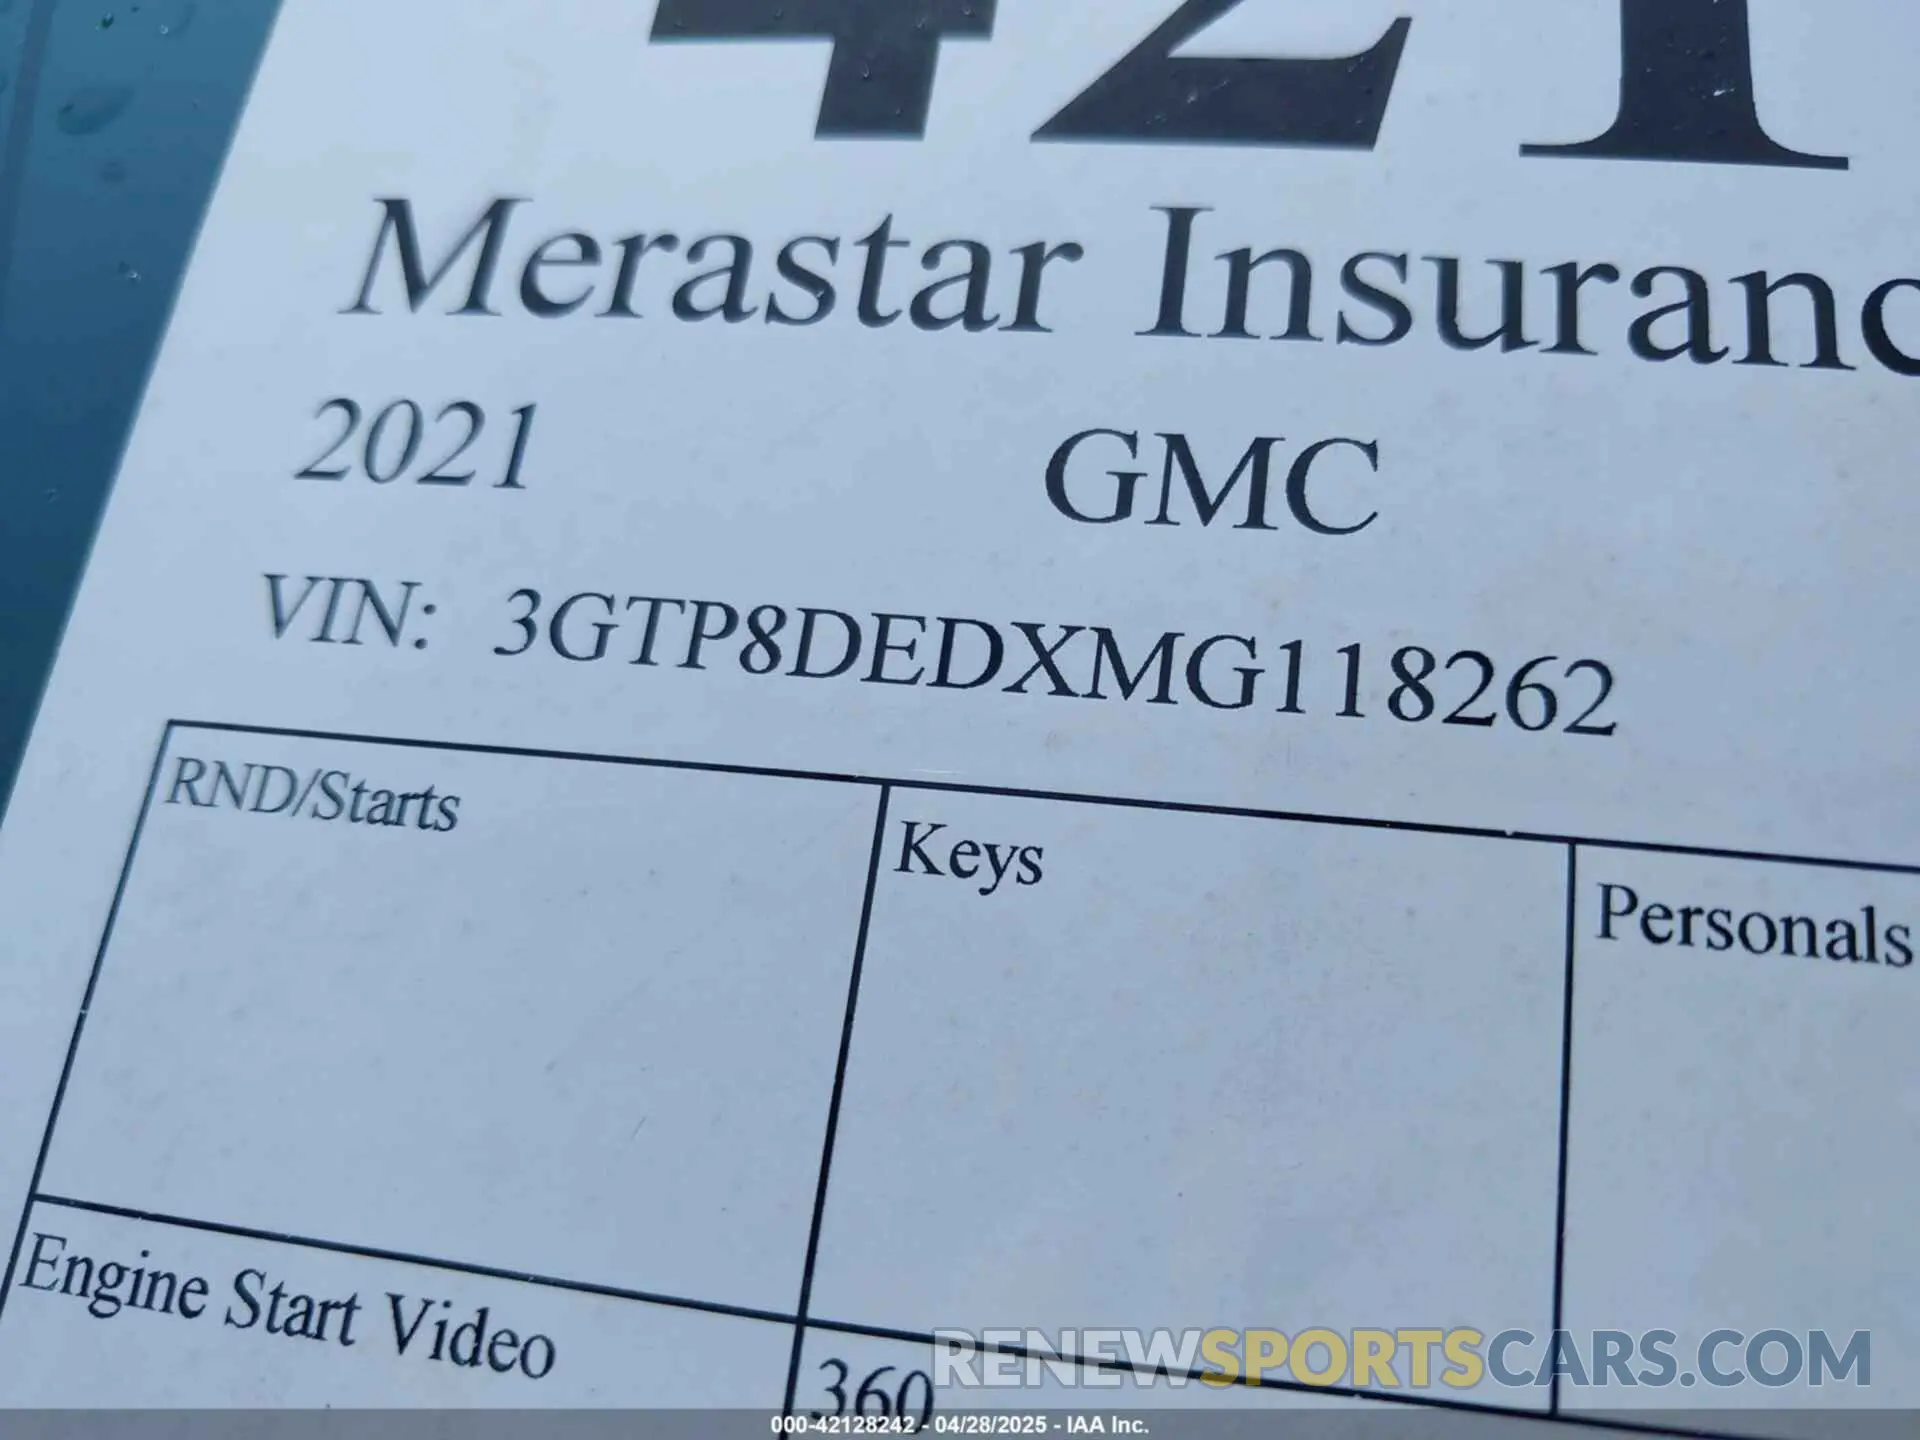 421
Merastar Insuranc
2021 GMC
VIN: 3GTP8DEDXMG118262
RND/Starts Keys Personals
Engine Start Video 360
RENEWSPORTSCARS.COM
000-42128242 - 04/28/2025 - IAA Inc.